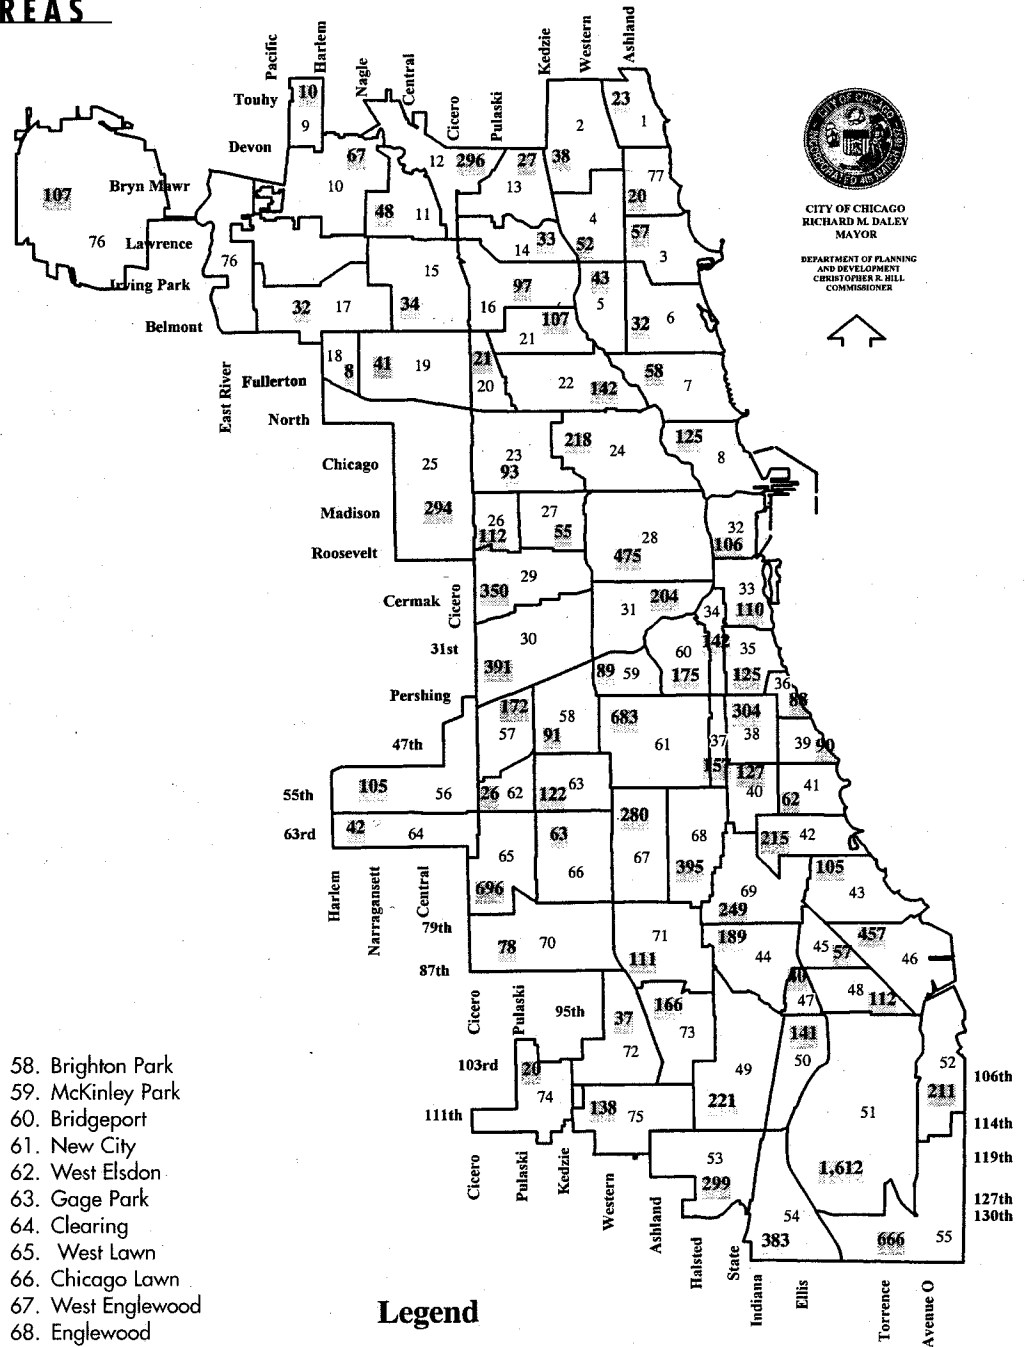 REAS
Pacific
Harlem
Nagle
Central
Cicero
Pulaski
Kedzie
Western
Ashland
Touhy
10
9
23
1
2
Devon
67
12
296
27
38
10
13
77
20
107
Bryn Mawr
48
11
4
57
76
Lawrence
76
33
14
52
3
15
43
Irving Park
97
32
17
34
16
107
5
32
6
21
Belmont
18
8
41
19
21
20
22
142
58
7
East River
Fullerton
North
218
24
125
8
Chicago
25
23
93
Madison
294
26
112
27
55
28
475
32
106
Roosevelt
29
350
33
Cermak
Cicero
31
204
34
110
30
60
142
35
31st
391
89
59
175
125
36
Pershing
172
58
683
304
88
47th
57
91
61
37
38
39
90
157
127
105
56
26
62
122
63
40
62
41
55th
280
42
64
63
68
215
42
63rd
65
66
67
395
69
105
43
696
249
Harlem
Narragansett
Central
79th
78
70
71
111
189
44
45
57
457
46
87th
40
47
48
112
Cicero
Pulaski
95th
166
37
73
141
50
72
103rd
20
74
49
52
106th
211
111th
138
75
221
51
114th
53
1,612
119th
299
127th
130th
54
383
666
55
Cicero
Pulaski
Kedzie
Western
Ashland
Halsted
State
Indiana
Ellis
Torrence
Avenue O
CITY OF CHICAGO
RICHARD M. DALEY
MAYOR
DEPARTMENT OF PLANNING
AND DEVELOPMENT
CHRISTOPHER R. HILL
COMMISSIONER
58. Brighton Park
59. McKinley Park
60. Bridgeport
61. New City
62. West Elsdon
63. Gage Park
64. Clearing
65. West Lawn
66. Chicago Lawn
67. West Englewood
68. Englewood
Legend